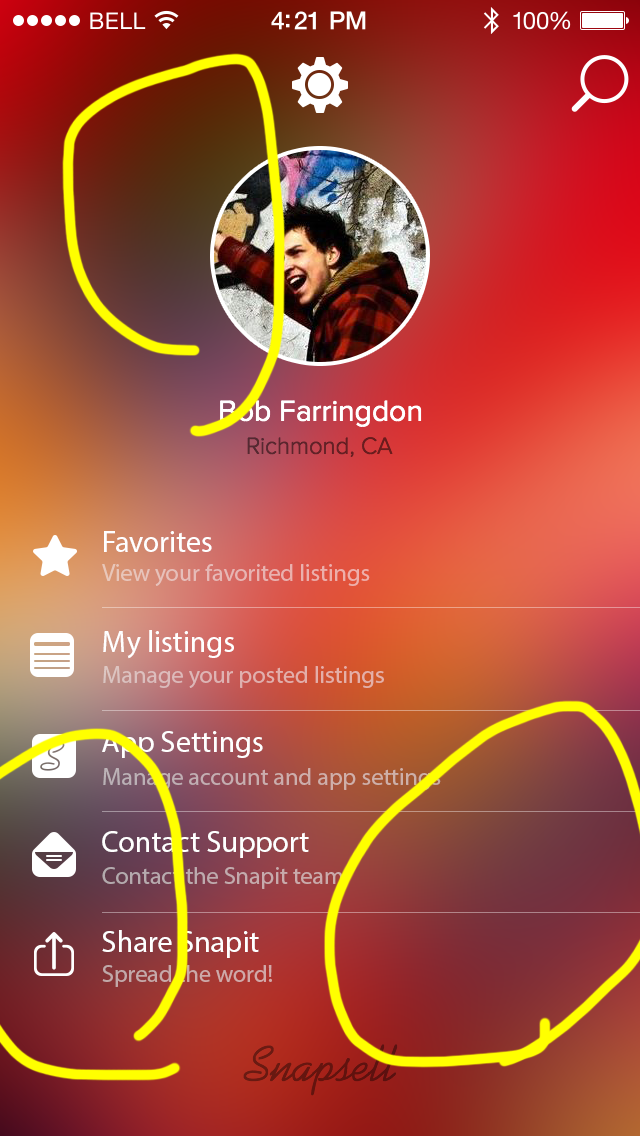 BELL 4:21 PM 100%
Bob Farringdon
Richmond, CA
Favorites
View your favorited listings
My listings
Manage your posted listings
App Settings
Manage account and app settings
Contact Support
Contact the Snapit team
Share Snapit
Spread the word!
Snapsell